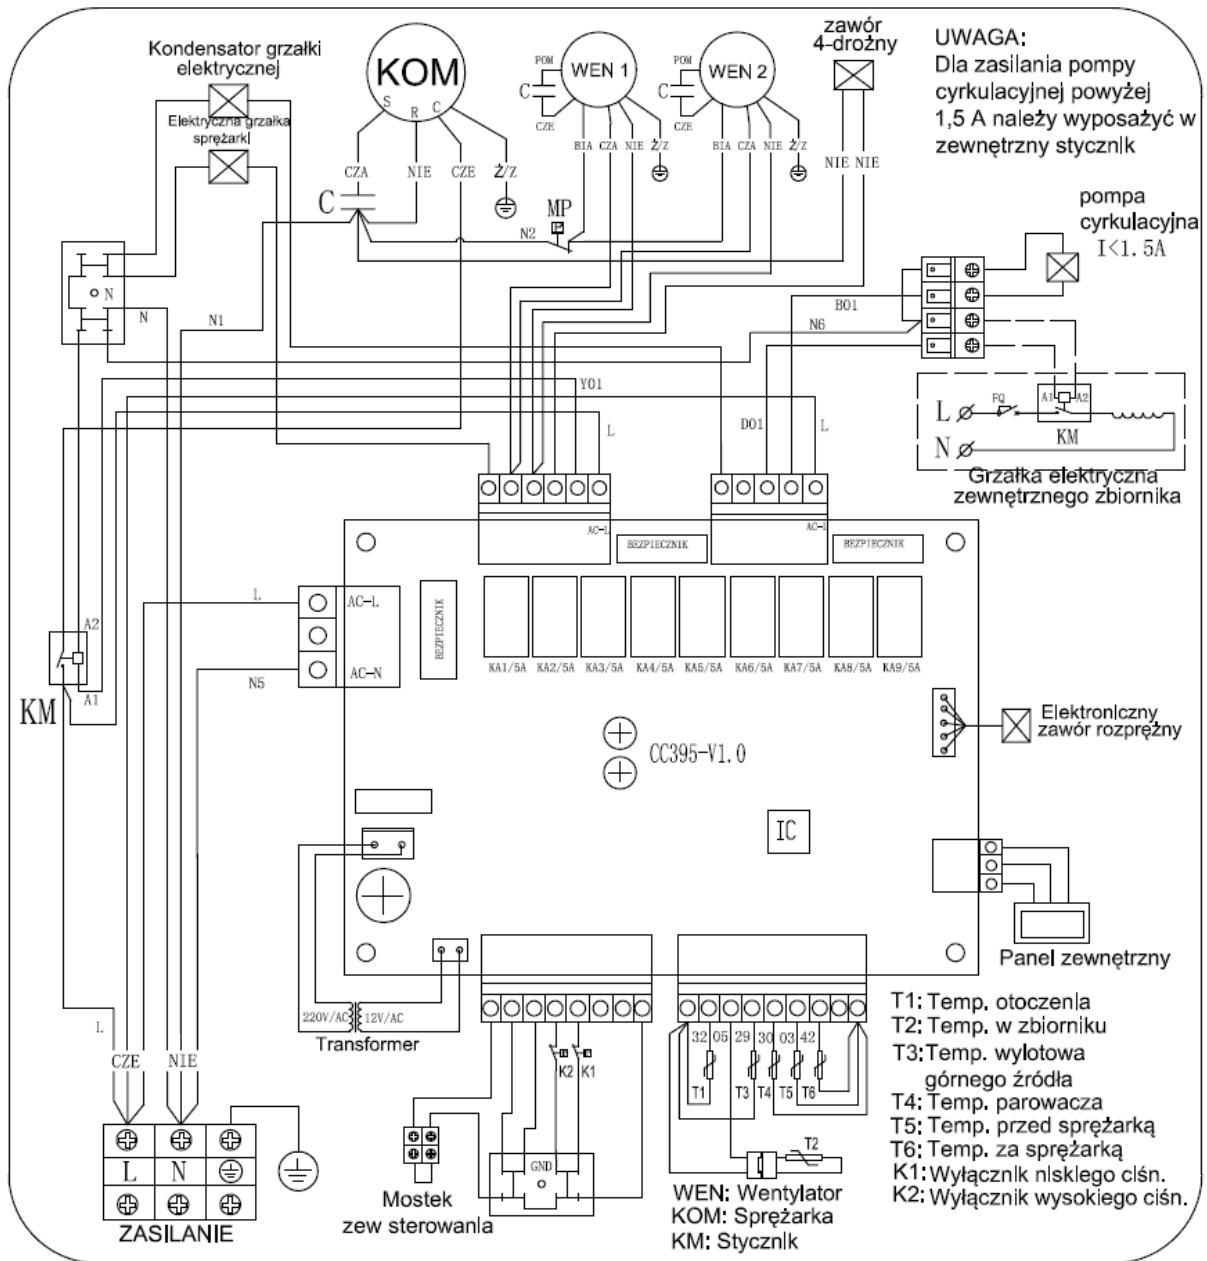 Kondensator grzałki
elektrycznej
Elektryczna grzałka
sprężarki
KOM
S
R
C
CZA
NIE
CZE
Ż/Z
C
POM
C
CZE
WEN 1
BIA
CZA
NIE
Ż/Z
POM
C
CZE
WEN 2
BIA
CZA
NIE
Ż/Z
zawór
4-drożny
NIE
NIE
UWAGA:
Dla zasilania pompy
cyrkulacyjnej powyżej
1,5 A należy wyposażyć w
zewnętrzny stycznik
pompa
cyrkulacyjna
I<1.5A
MP
P
N2
N
N
N1
B01
N6
Y01
L
D01
L
L
N
FQ
A1
A2
KM
Grzałka elektryczna
zewnętrznego zbiornika
AC-L
BEZPIECZNIK
AC-L
BEZPIECZNIK
L
AC-L
AC-N
N5
BEZPIECZNIK
KA1/5A
KA2/5A
KA3/5A
KA4/5A
KA5/5A
KA6/5A
KA7/5A
KA8/5A
KA9/5A
A2
A1
KM
CC395-V1.0
IC
Elektroniczny
zawór rozprężny
Panel zewnętrzny
220V/AC
12V/AC
Transformer
K2
K1
32
05
29
30
03
42
T1
T3
T4
T5
T6
T2
L
CZE
NIE
L
N
ZASILANIE
Mostek
zew sterowania
GND
WEN: Wentylator
KOM: Sprężarka
KM: Stycznik
T1: Temp. otoczenia
T2: Temp. w zbiorniku
T3: Temp. wylotowa
górnego źródła
T4: Temp. parowacza
T5: Temp. przed sprężarką
T6: Temp. za sprężarką
K1: Wyłącznik niskiego ciśn.
K2: Wyłącznik wysokiego ciśn.